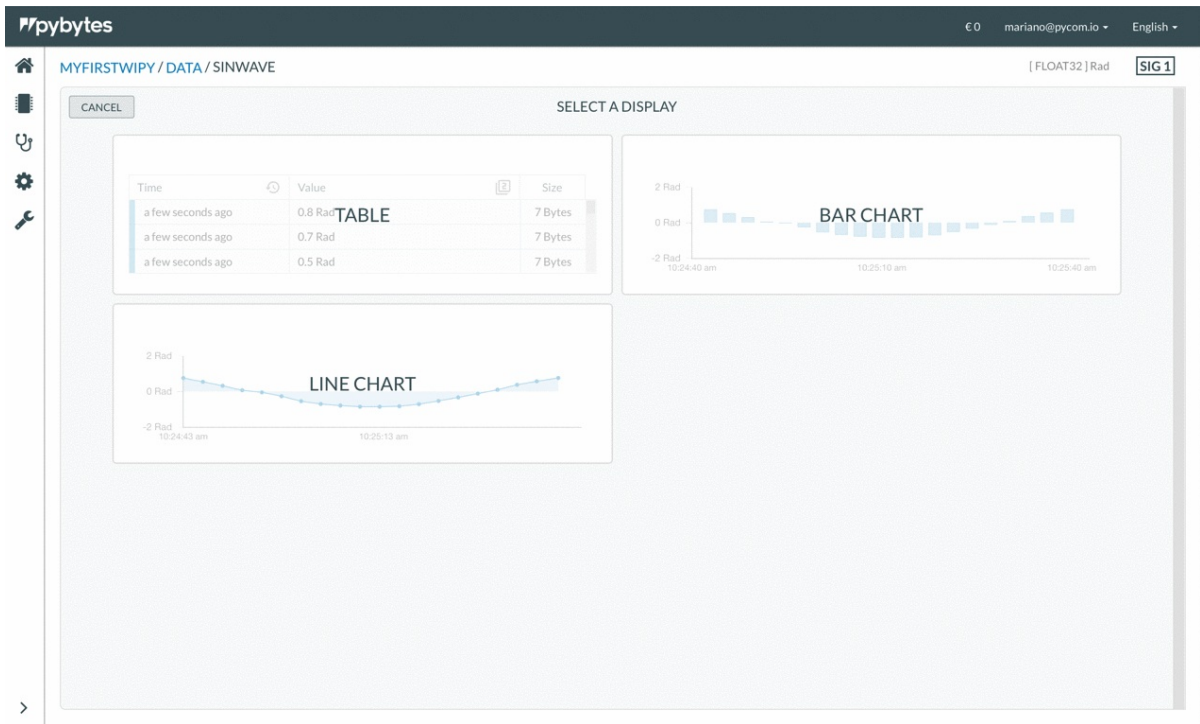 pybytes
€ 0 mariano@pycom.io English
MYFIRSTWIPY / DATA / SINWAVE [ FLOAT32 ] Rad SIG 1
CANCEL SELECT A DISPLAY
Time Value 2 Size
a few seconds ago 0.8 Rad 7 Bytes
TABLE
a few seconds ago 0.7 Rad 7 Bytes
a few seconds ago 0.5 Rad 7 Bytes
2 Rad
BAR CHART
0 Rad
-2 Rad
10:24:40 am 10:25:10 am 10:25:40 am
2 Rad
LINE CHART
0 Rad
-2 Rad
10:24:43 am 10:25:13 am